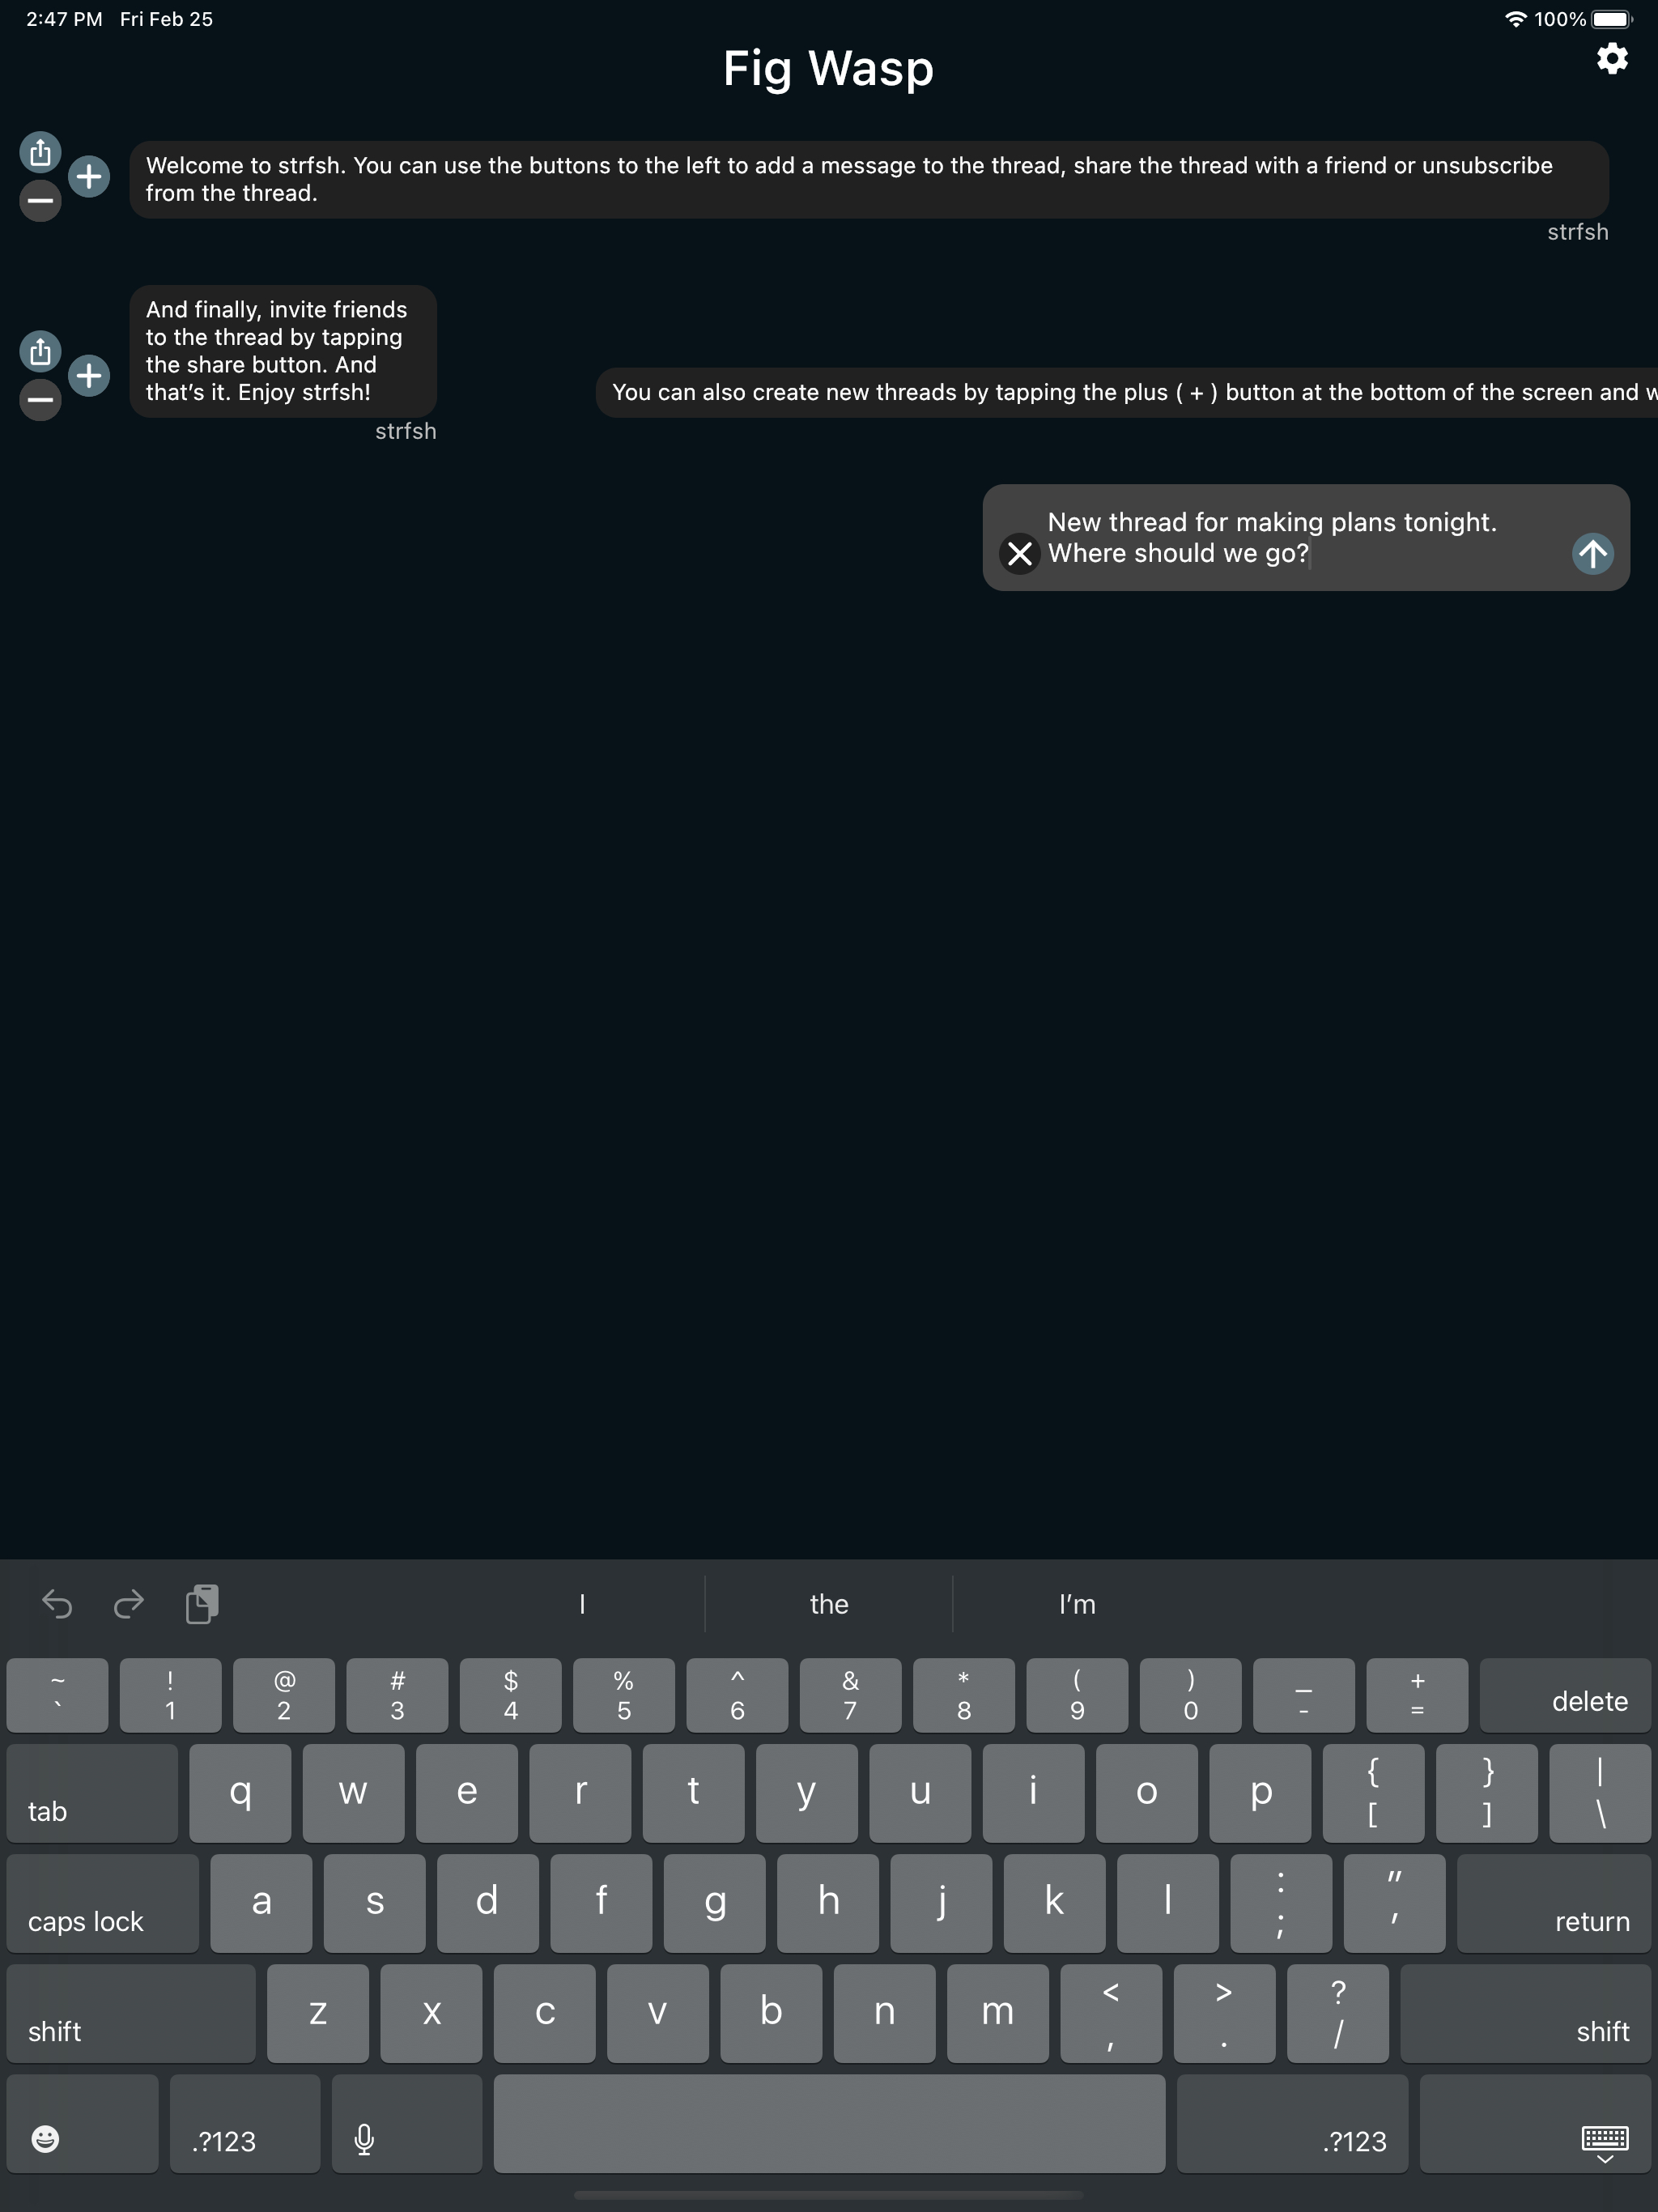 2:47 PM Fri Feb 25
100%
Fig Wasp
Welcome to strfsh. You can use the buttons to the left to add a message to the thread, share the thread with a friend or unsubscribe
from the thread.
strfsh
And finally, invite friends
to the thread by tapping
the share button. And
that’s it. Enjoy strfsh!
strfsh
You can also create new threads by tapping the plus ( + ) button at the bottom of the screen and w
New thread for making plans tonight.
Where should we go?
I the I’m
~ ! @ # $ % ^ & * ( ) _ +
` 1 2 3 4 5 6 7 8 9 0 - = delete
tab q w e r t y u i o p { [ } ] | \
caps lock a s d f g h j k l : ; " ' return
shift z x c v b n m < , > . ? / shift
.?123 .?123